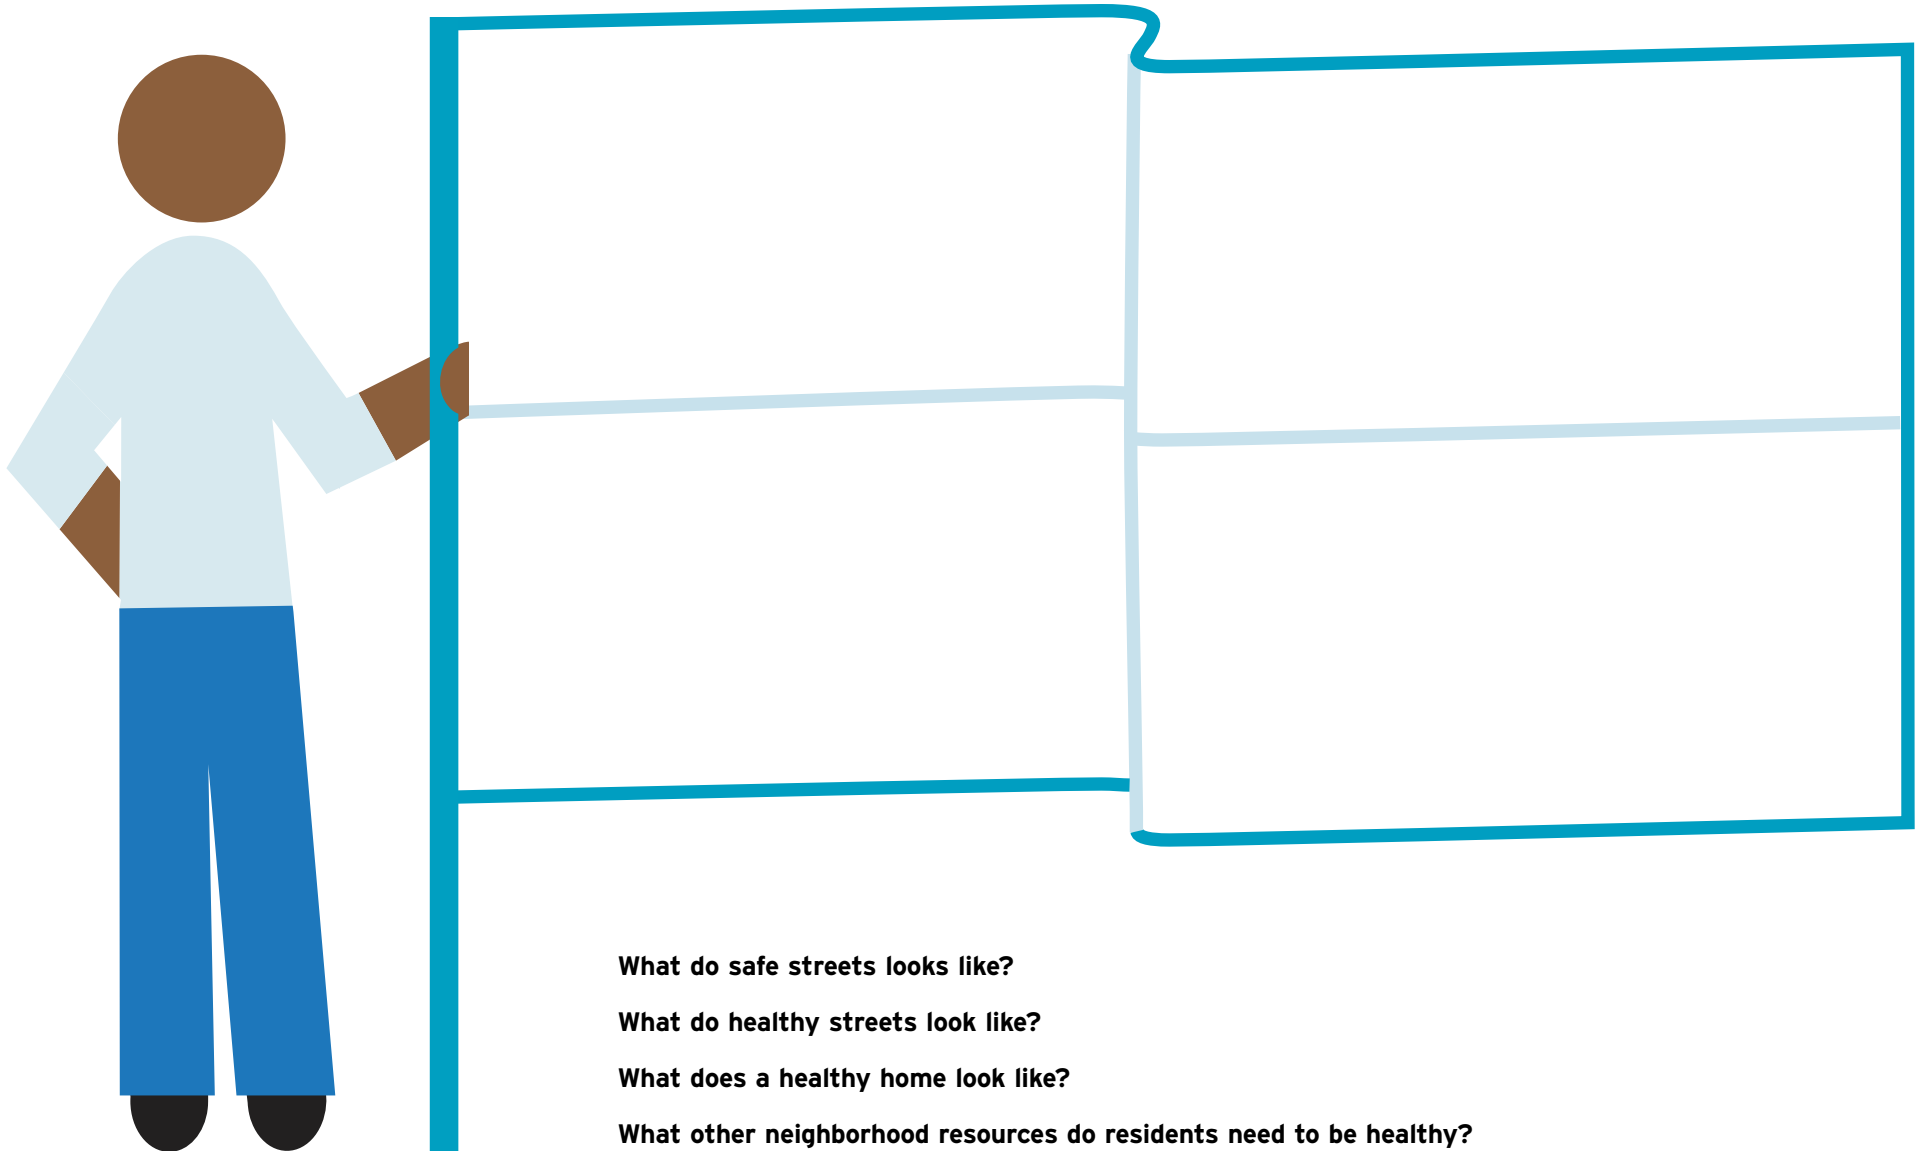 What do safe streets looks like?
What do healthy streets look like?
What does a healthy home look like?
What other neighborhood resources do residents need to be healthy?